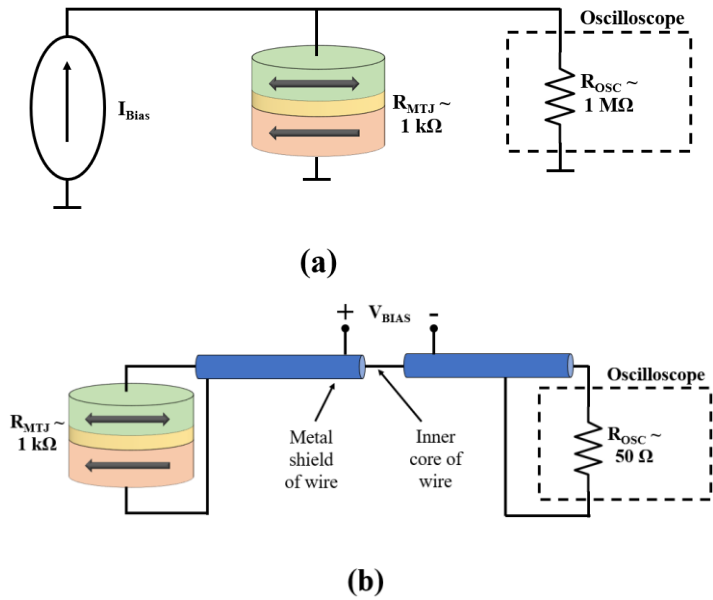 Oscilloscope
I_Bias
R_MTJ ~
1 kΩ
R_OSC ~
1 MΩ
(a)
+ V_BIAS -
Oscilloscope
R_MTJ ~
1 kΩ
R_OSC ~
50 Ω
Metal
shield
of wire
Inner
core of
wire
(b)